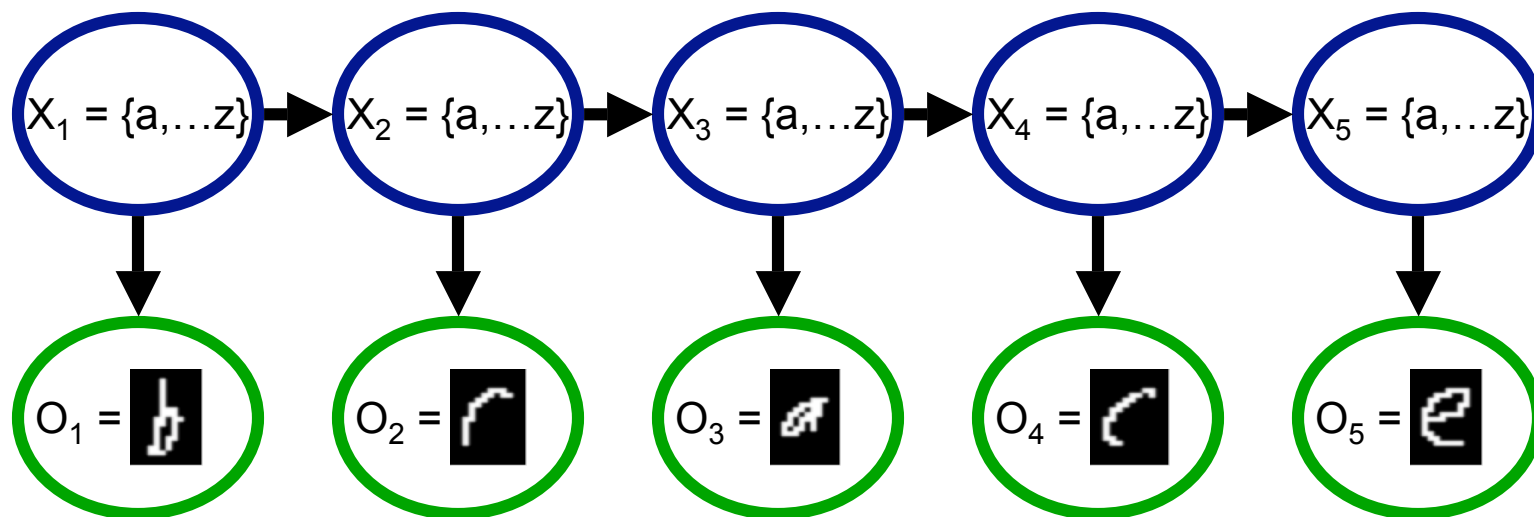 X₁ = {a,...z} X₂ = {a,...z} X₃ = {a,...z} X₄ = {a,...z} X₅ = {a,...z}
O₁ = b O₂ = r O₃ = a O₄ = c O₅ = e